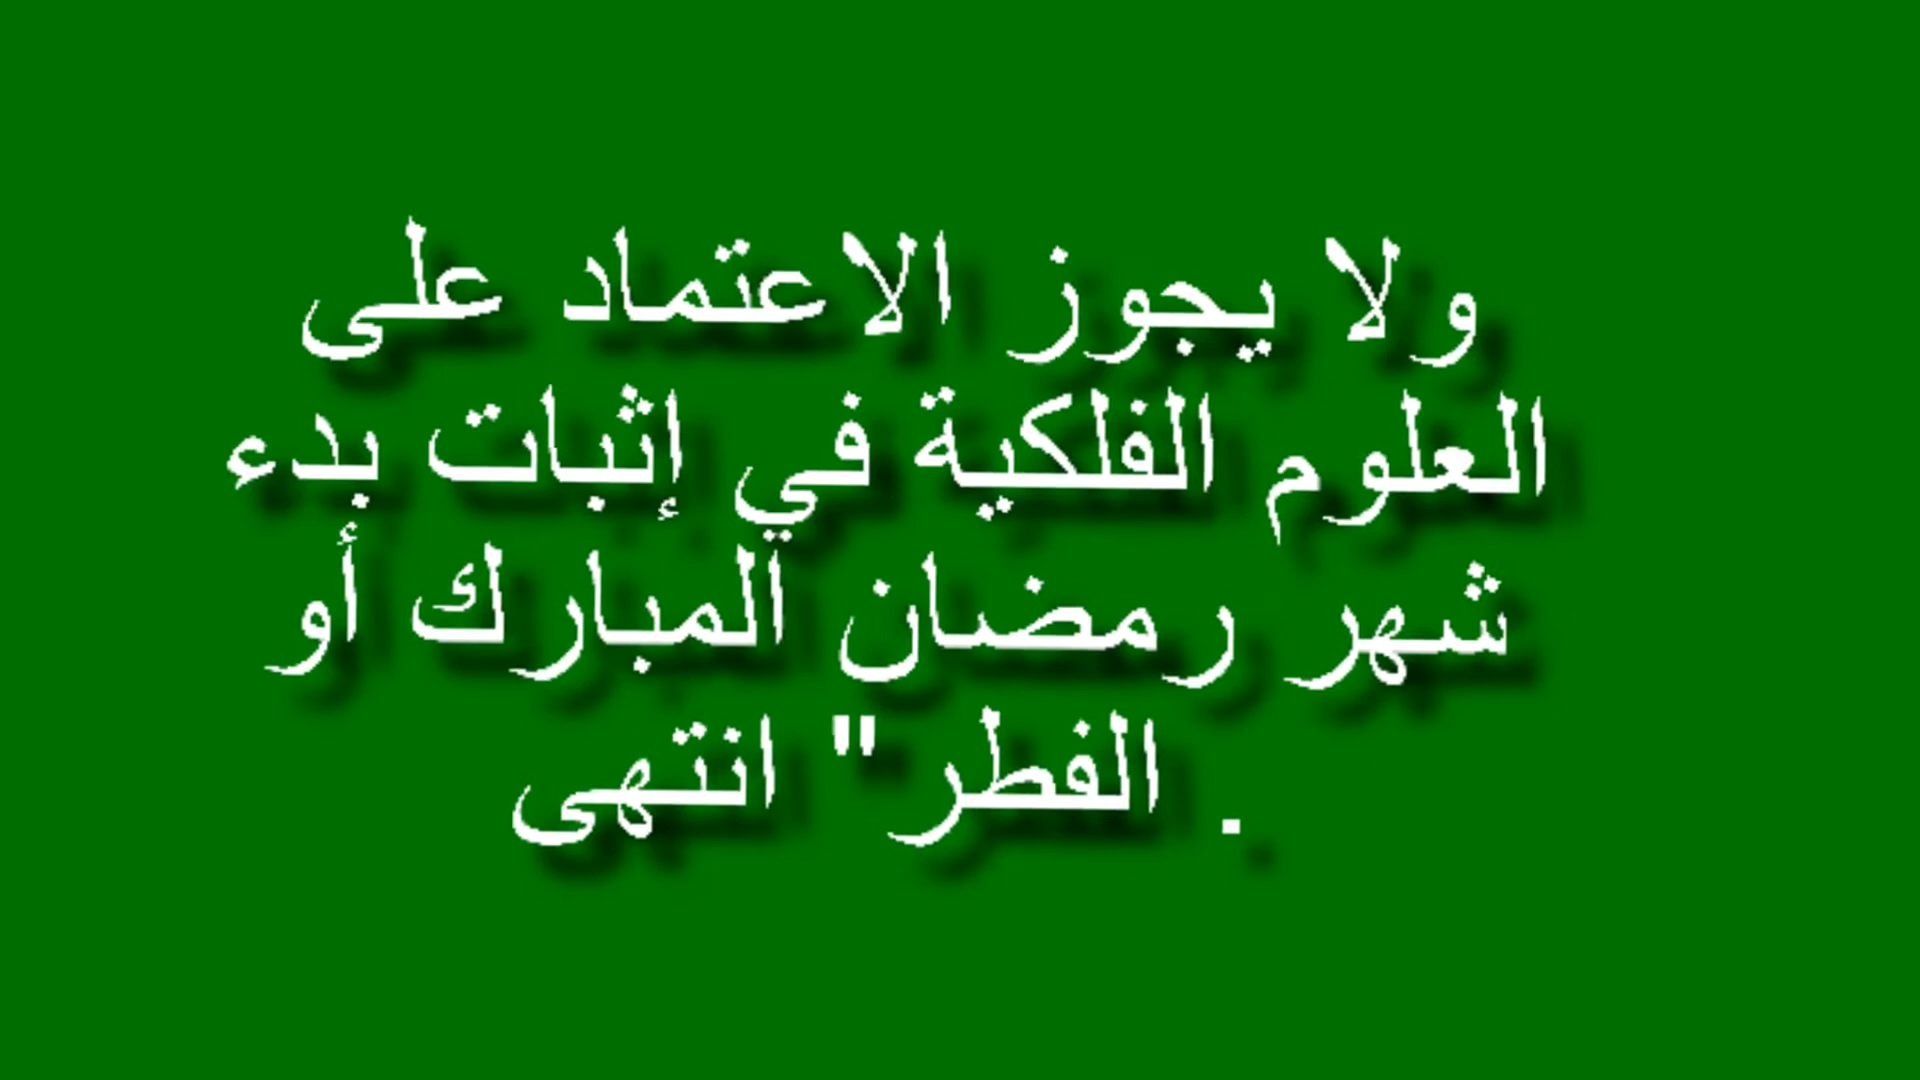 ولا يجوز الاعتماد على
العلوم الفلكية في إثبات بدء
شهر رمضان المبارك أو
. الفطر" انتهى